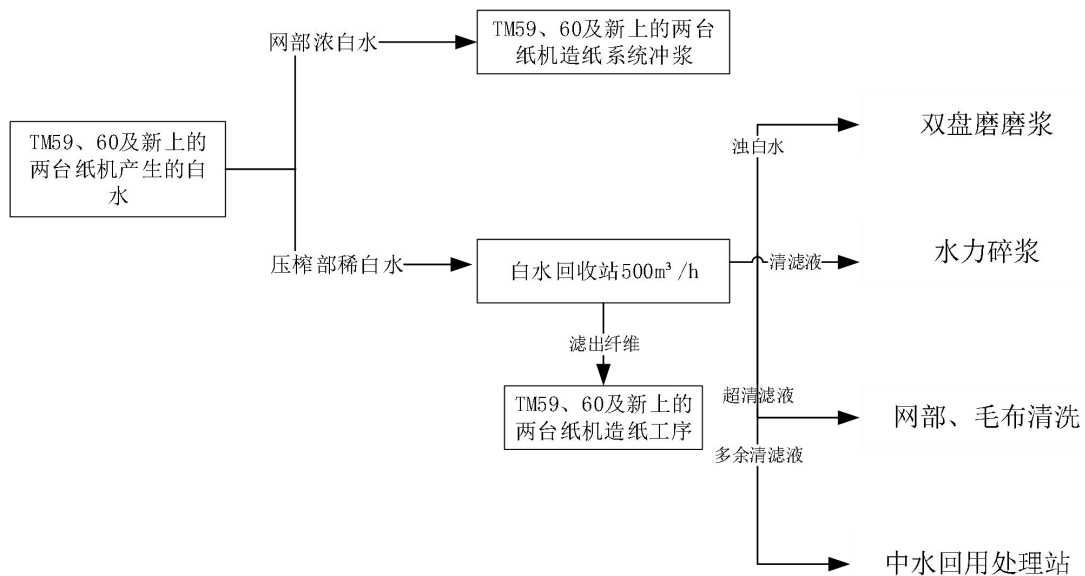 网部浓白水
TM59、60及新上的两台
纸机造纸系统冲浆
TM59、60及新上的
两台纸机产生的白
水
双盘磨磨浆
浊白水
压榨部稀白水
白水回收站500m³/h
清滤液
水力碎浆
滤出纤维
TM59、60及新上的
两台纸机造纸工序
超清滤液
网部、毛布清洗
多余清滤液
中水回用处理站